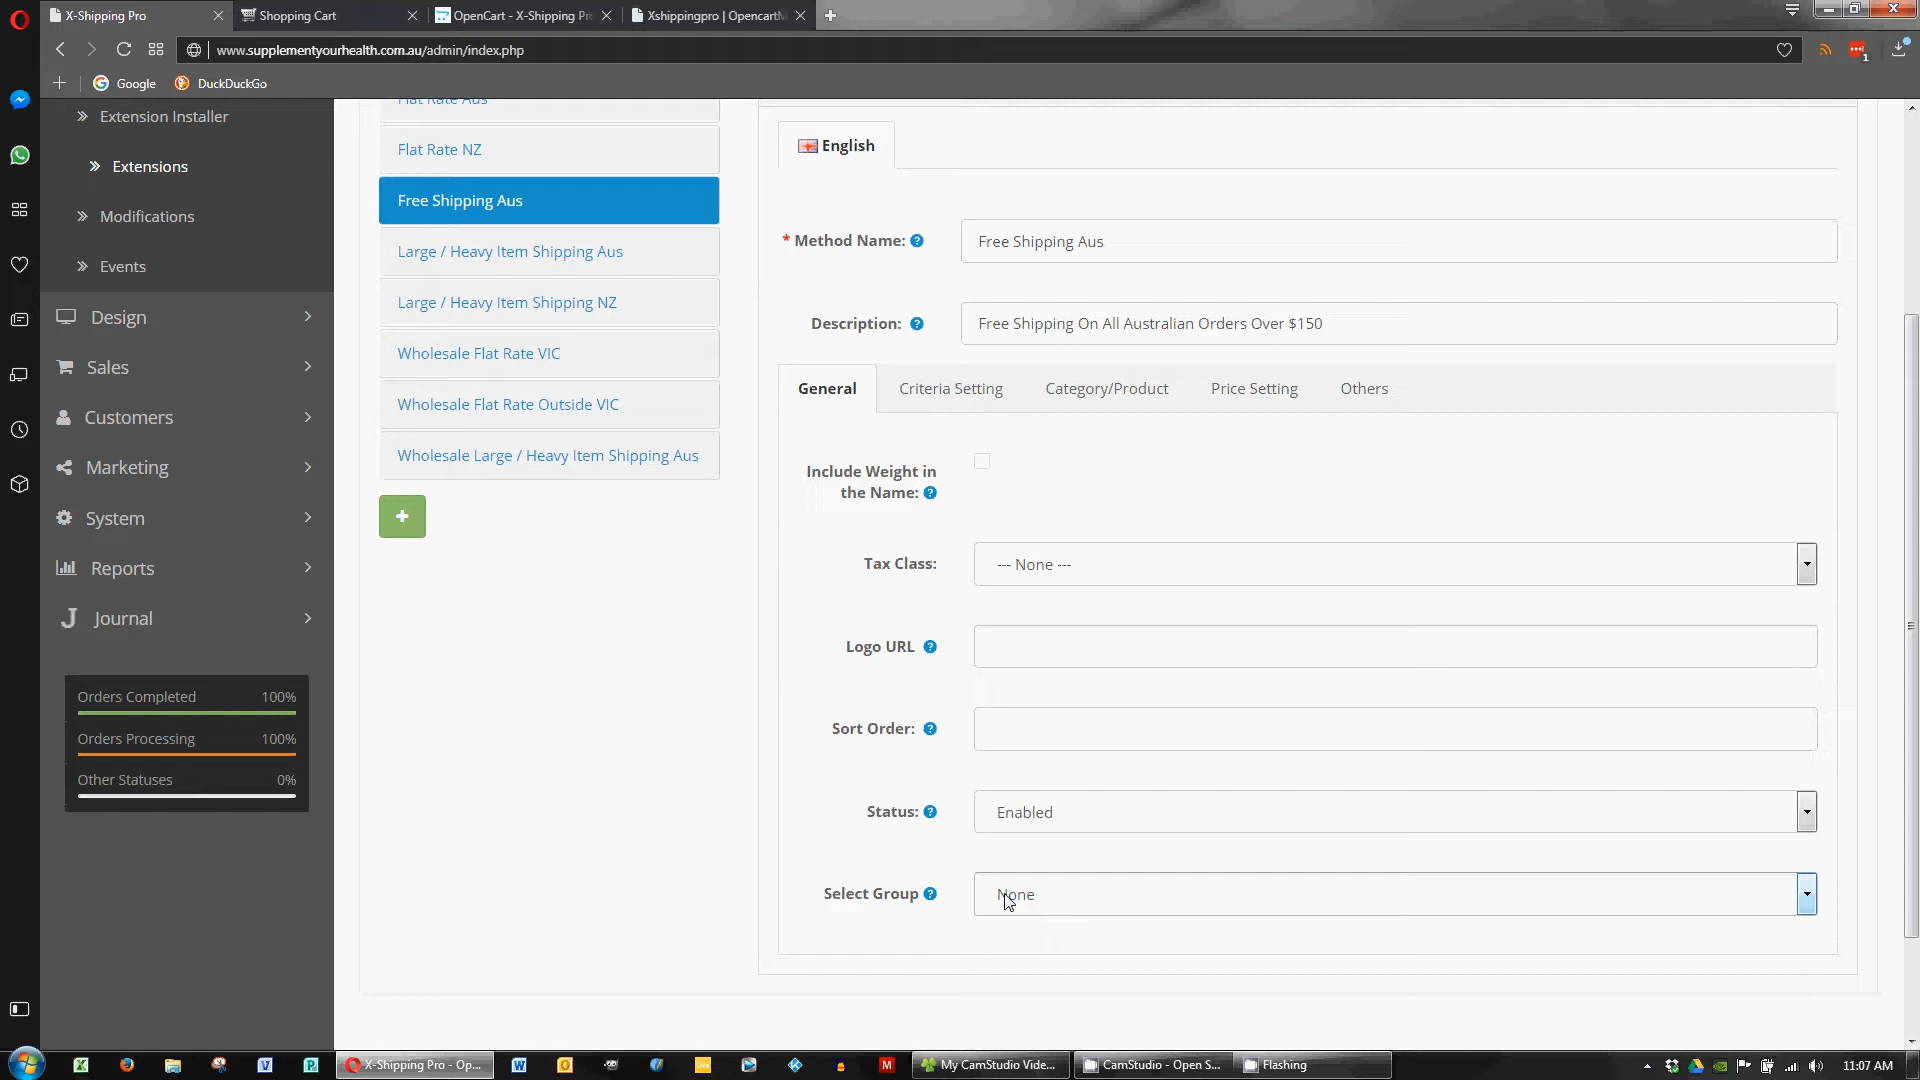 X-Shipping Pro
Shopping Cart
OpenCart - X-Shipping Pr
Xshippingpro | OpencartM
www.supplementyourhealth.com.au/admin/index.php
1
Google
DuckDuckGo
Extension Installer
Extensions
Modifications
Events
Design
Sales
Customers
Marketing
System
Reports
Journal
Orders Completed 100%
Orders Processing 100%
Other Statuses 0%
Flat Rate Aus
Flat Rate NZ
Free Shipping Aus
Large / Heavy Item Shipping Aus
Large / Heavy Item Shipping NZ
Wholesale Flat Rate VIC
Wholesale Flat Rate Outside VIC
Wholesale Large / Heavy Item Shipping Aus
English
* Method Name: Free Shipping Aus
Description: Free Shipping On All Australian Orders Over $150
General Criteria Setting Category/Product Price Setting Others
Include Weight in
the Name:
Tax Class: --- None ---
Logo URL
Sort Order:
Status: Enabled
Select Group None
X-Shipping Pro - Op...
My CamStudio Vide...
CamStudio - Open S...
Flashing
11:07 AM